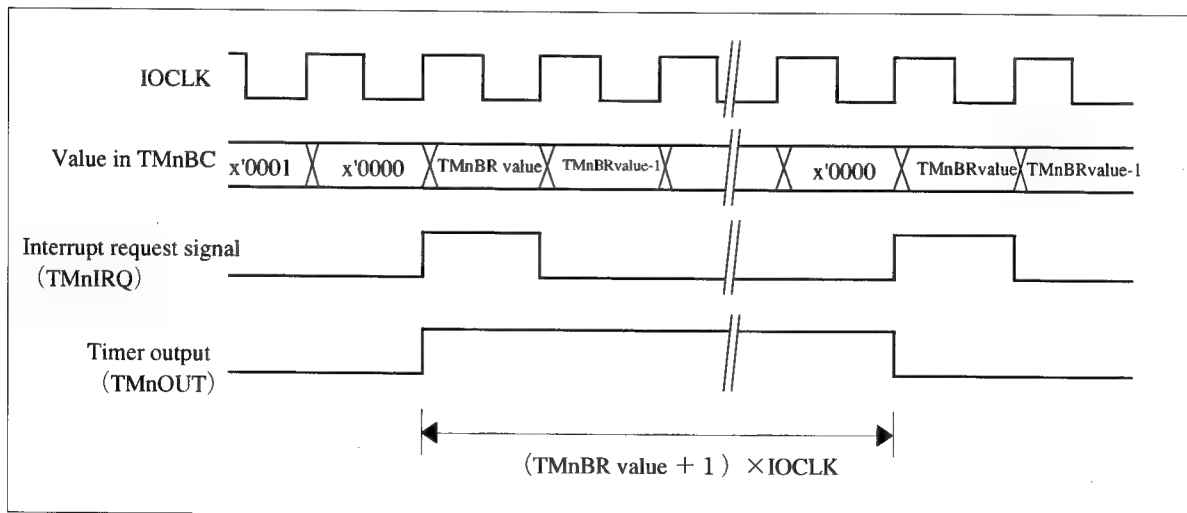 IOCLK
Value in TMnBC
x'0001 x'0000 TMnBR value TMnBRvalue-1 x'0000 TMnBRvalue TMnBRvalue-1
Interrupt request signal
(TMnIRQ)
Timer output
(TMnOUT)
(TMnBR value + 1) ×IOCLK